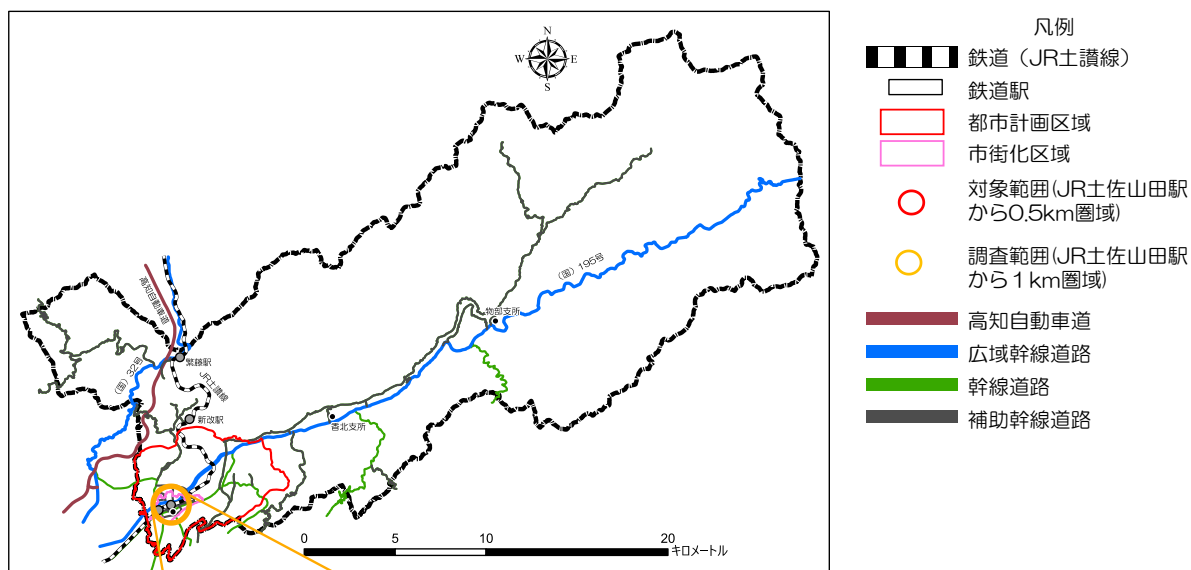 N
W
E
S
(国)195号
高知自動車道
物部支所
繁藤駅
(国)32号
JR土讃線
新改駅
香北支所
0
5
10
20
キロメートル
凡例
鉄道(JR土讃線)
鉄道駅
都市計画区域
市街化区域
対象範囲(JR土佐山田駅
から0.5km圏域)
調査範囲(JR土佐山田駅
から1km圏域)
高知自動車道
広域幹線道路
幹線道路
補助幹線道路